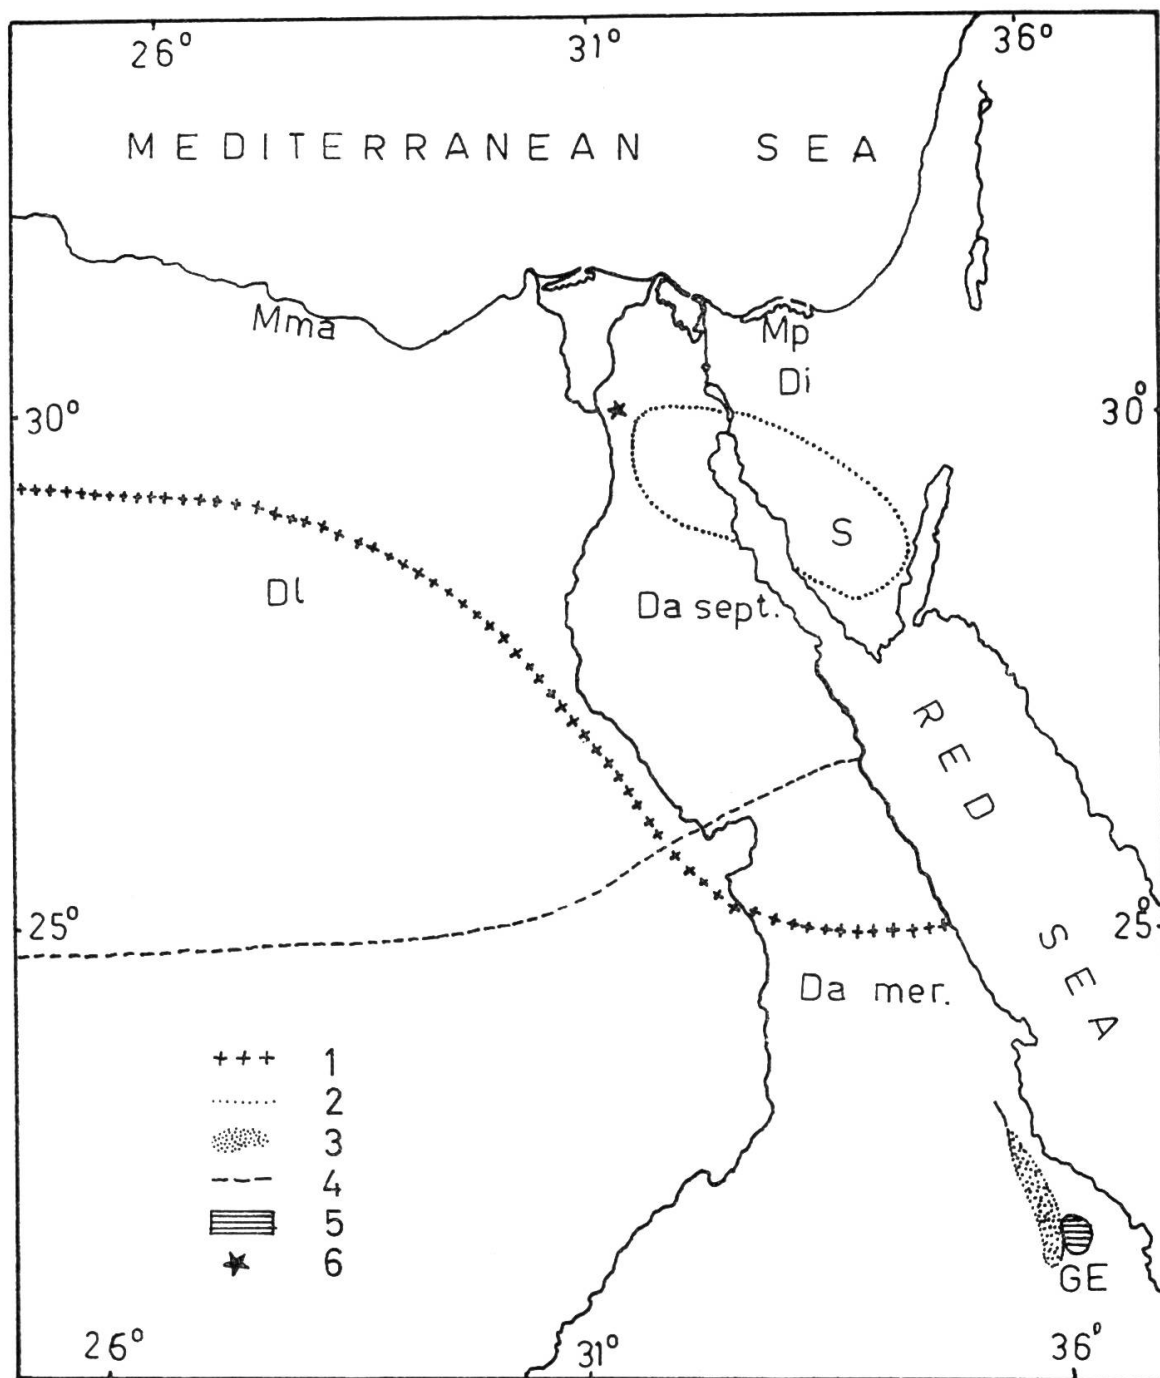 26° 31° 36°
MEDITERRANEAN SEA
Mma
Mp
Di
30° 30°
S
Dl
Da sept.
RED SEA
25° 25°
Da mer.
1
2
3
4
5
6
GE
26° 31° 36°